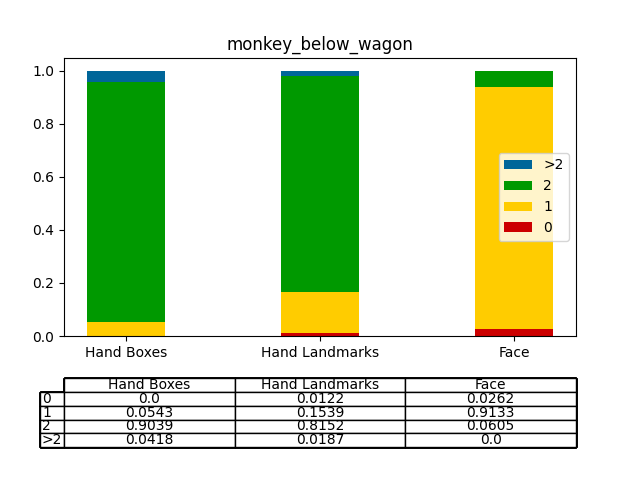 monkey_below_wagon
1.0
0.8
0.6
0.4
0.2
0.0
>2
2
1
0
Hand Boxes Hand Landmarks Face
Hand Boxes Hand Landmarks Face
0 0.0 0.0122 0.0262
1 0.0543 0.1539 0.9133
2 0.9039 0.8152 0.0605
>2 0.0418 0.0187 0.0